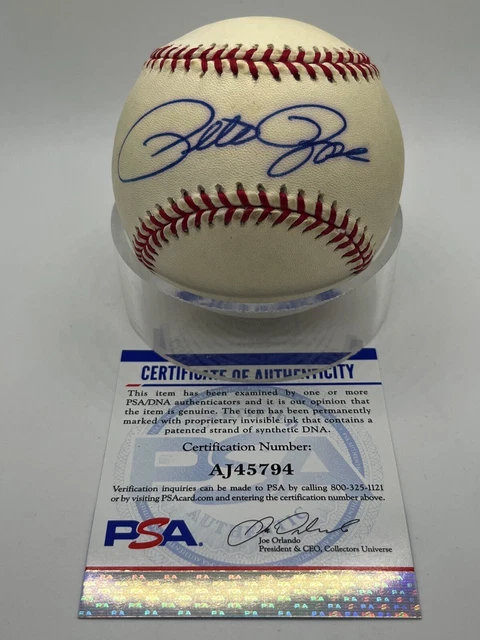 Pete Rose
CERTIFICATE OF AUTHENTICITY
This item has been examined by one or more
PSA/DNA authenticators and it is our opinion that
the item is genuine. The item has been permanently
marked with proprietary invisible ink that contains a
patented strand of synthetic DNA.
Certification Number:
AJ45794
Verification inquiries can be made to PSA by calling 800-325-1121
or by visiting PSAcard.com and entering the certification number above.
PSA.
Joe Orlando
President & CEO, Collectors Universe